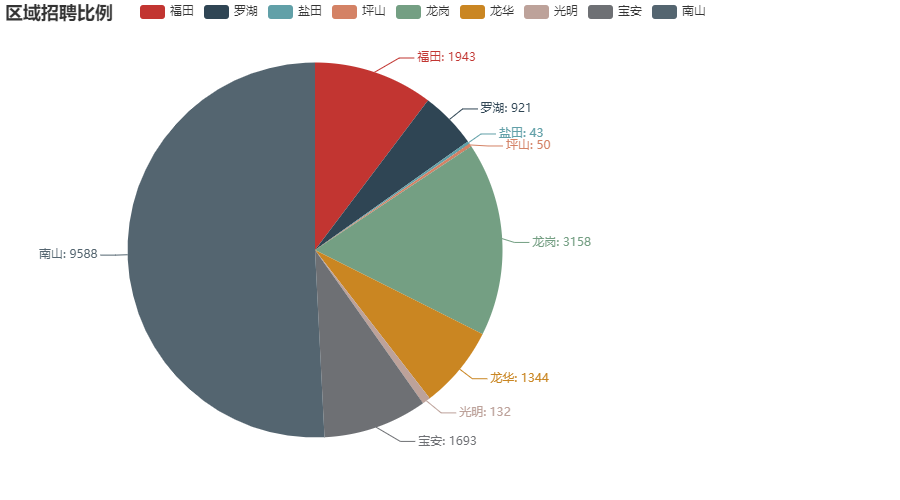 区域招聘比例
福田 罗湖 盐田 坪山 龙岗 龙华 光明 宝安 南山
福田: 1943
罗湖: 921
盐田: 43
坪山: 50
龙岗: 3158
南山: 9588
龙华: 1344
光明: 132
宝安: 1693